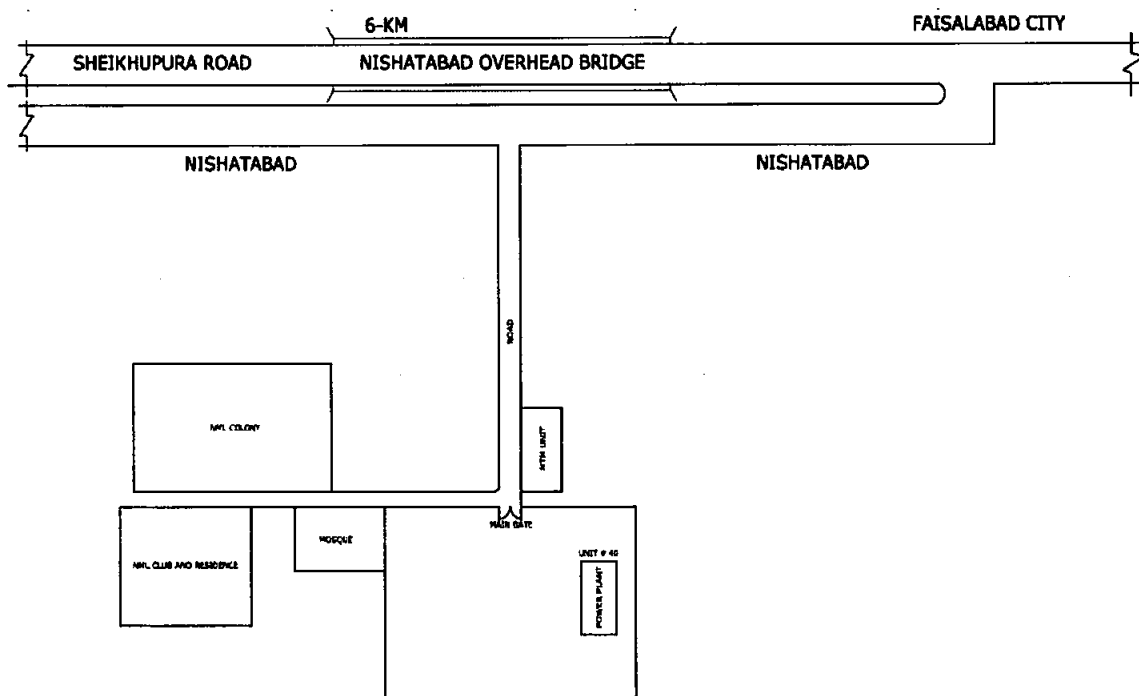 6-KM
FAISALABAD CITY
SHEIKHUPURA ROAD
NISHATABAD OVERHEAD BRIDGE
NISHATABAD
NISHATABAD
ROAD
NML COLONY
MTM UNIT
MAIN GATE
MOSQUE
NML CLUB AND RESIDENCE
UNIT # 40
POWER PLANT